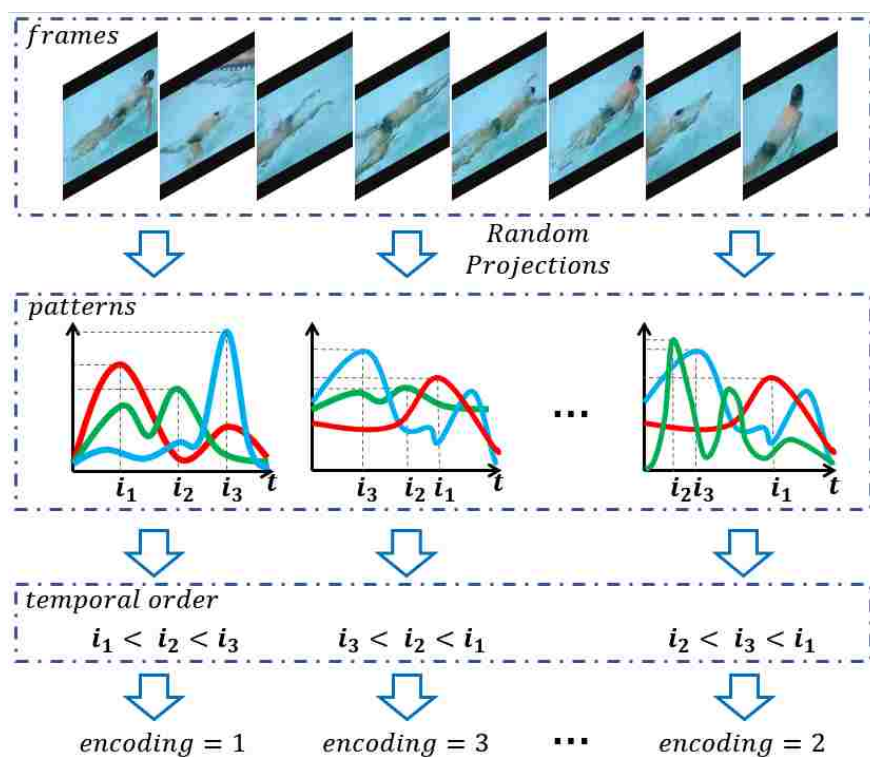 frames
Random
Projections
patterns
i₁ i₂ i₃ t
i₃ i₂ i₁ t
...
i₂ i₃ i₁ t
temporal order
i₁ < i₂ < i₃
i₃ < i₂ < i₁
i₂ < i₃ < i₁
encoding = 1
encoding = 3
...
encoding = 2